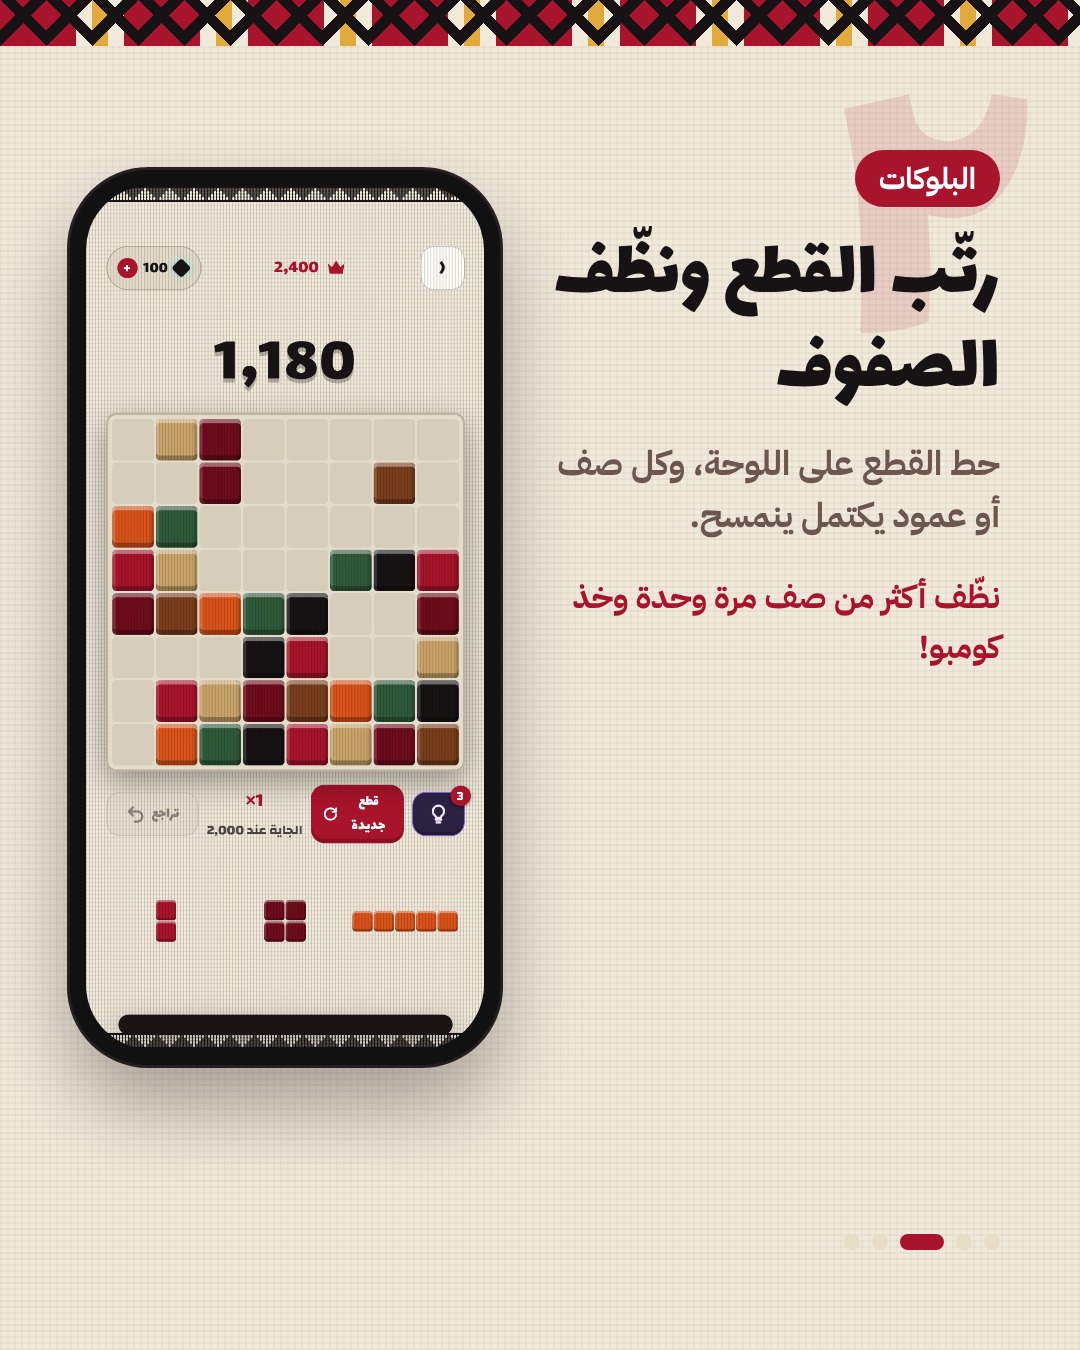 ٢
البلوكات
رتّب القطع ونظّف
الصفوف
حط القطع على اللوحة، وكل صف
أو عمود يكتمل ينمسح.
نظّف أكثر من صف مرة وحدة وخذ
كومبو!
2,400
100
+
1,180
3
قطع
جديدة
×1
الجاية عند 2,000
تراجع